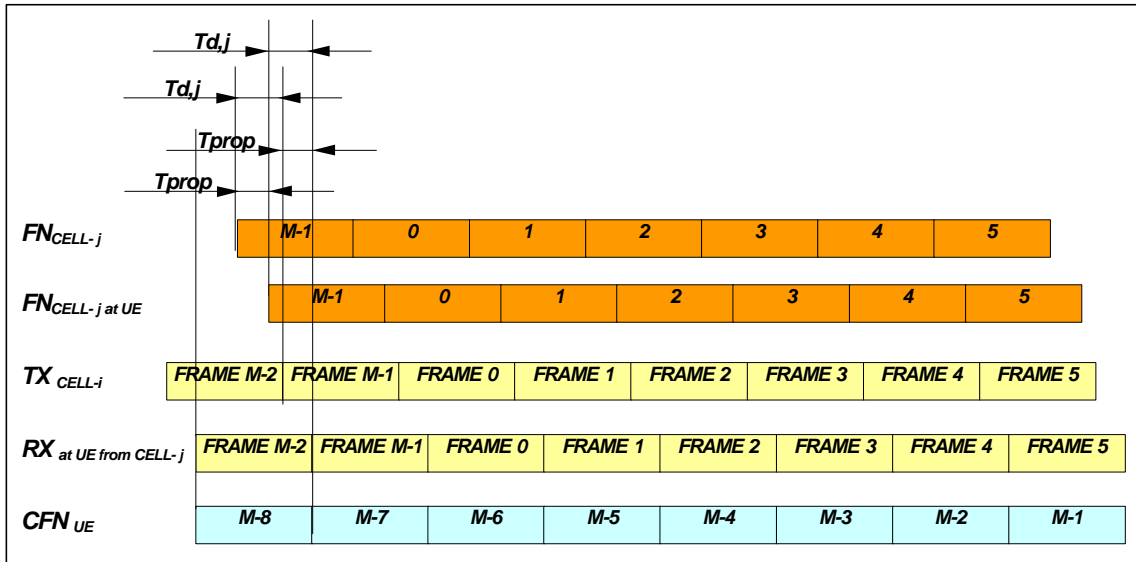 Td,j
Td,j
Tprop
Tprop
FNCELL- j M-1 0 1 2 3 4 5
FNCELL- j at UE M-1 0 1 2 3 4 5
TX CELL-i FRAME M-2 FRAME M-1 FRAME 0 FRAME 1 FRAME 2 FRAME 3 FRAME 4 FRAME 5
RX at UE from CELL- j FRAME M-2 FRAME M-1 FRAME 0 FRAME 1 FRAME 2 FRAME 3 FRAME 4 FRAME 5
CFN UE M-8 M-7 M-6 M-5 M-4 M-3 M-2 M-1